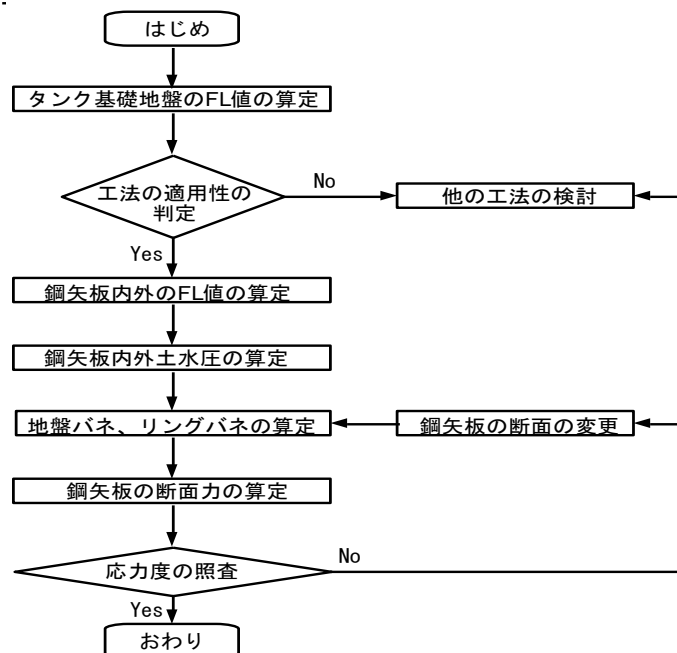 はじめ
タンク基礎地盤のFL値の算定
工法の適用性の
判定
No
他の工法の検討
Yes
鋼矢板内外のFL値の算定
鋼矢板内外土水圧の算定
地盤バネ、リングバネの算定
鋼矢板の断面の変更
鋼矢板の断面力の算定
応力度の照査
No
Yes
おわり